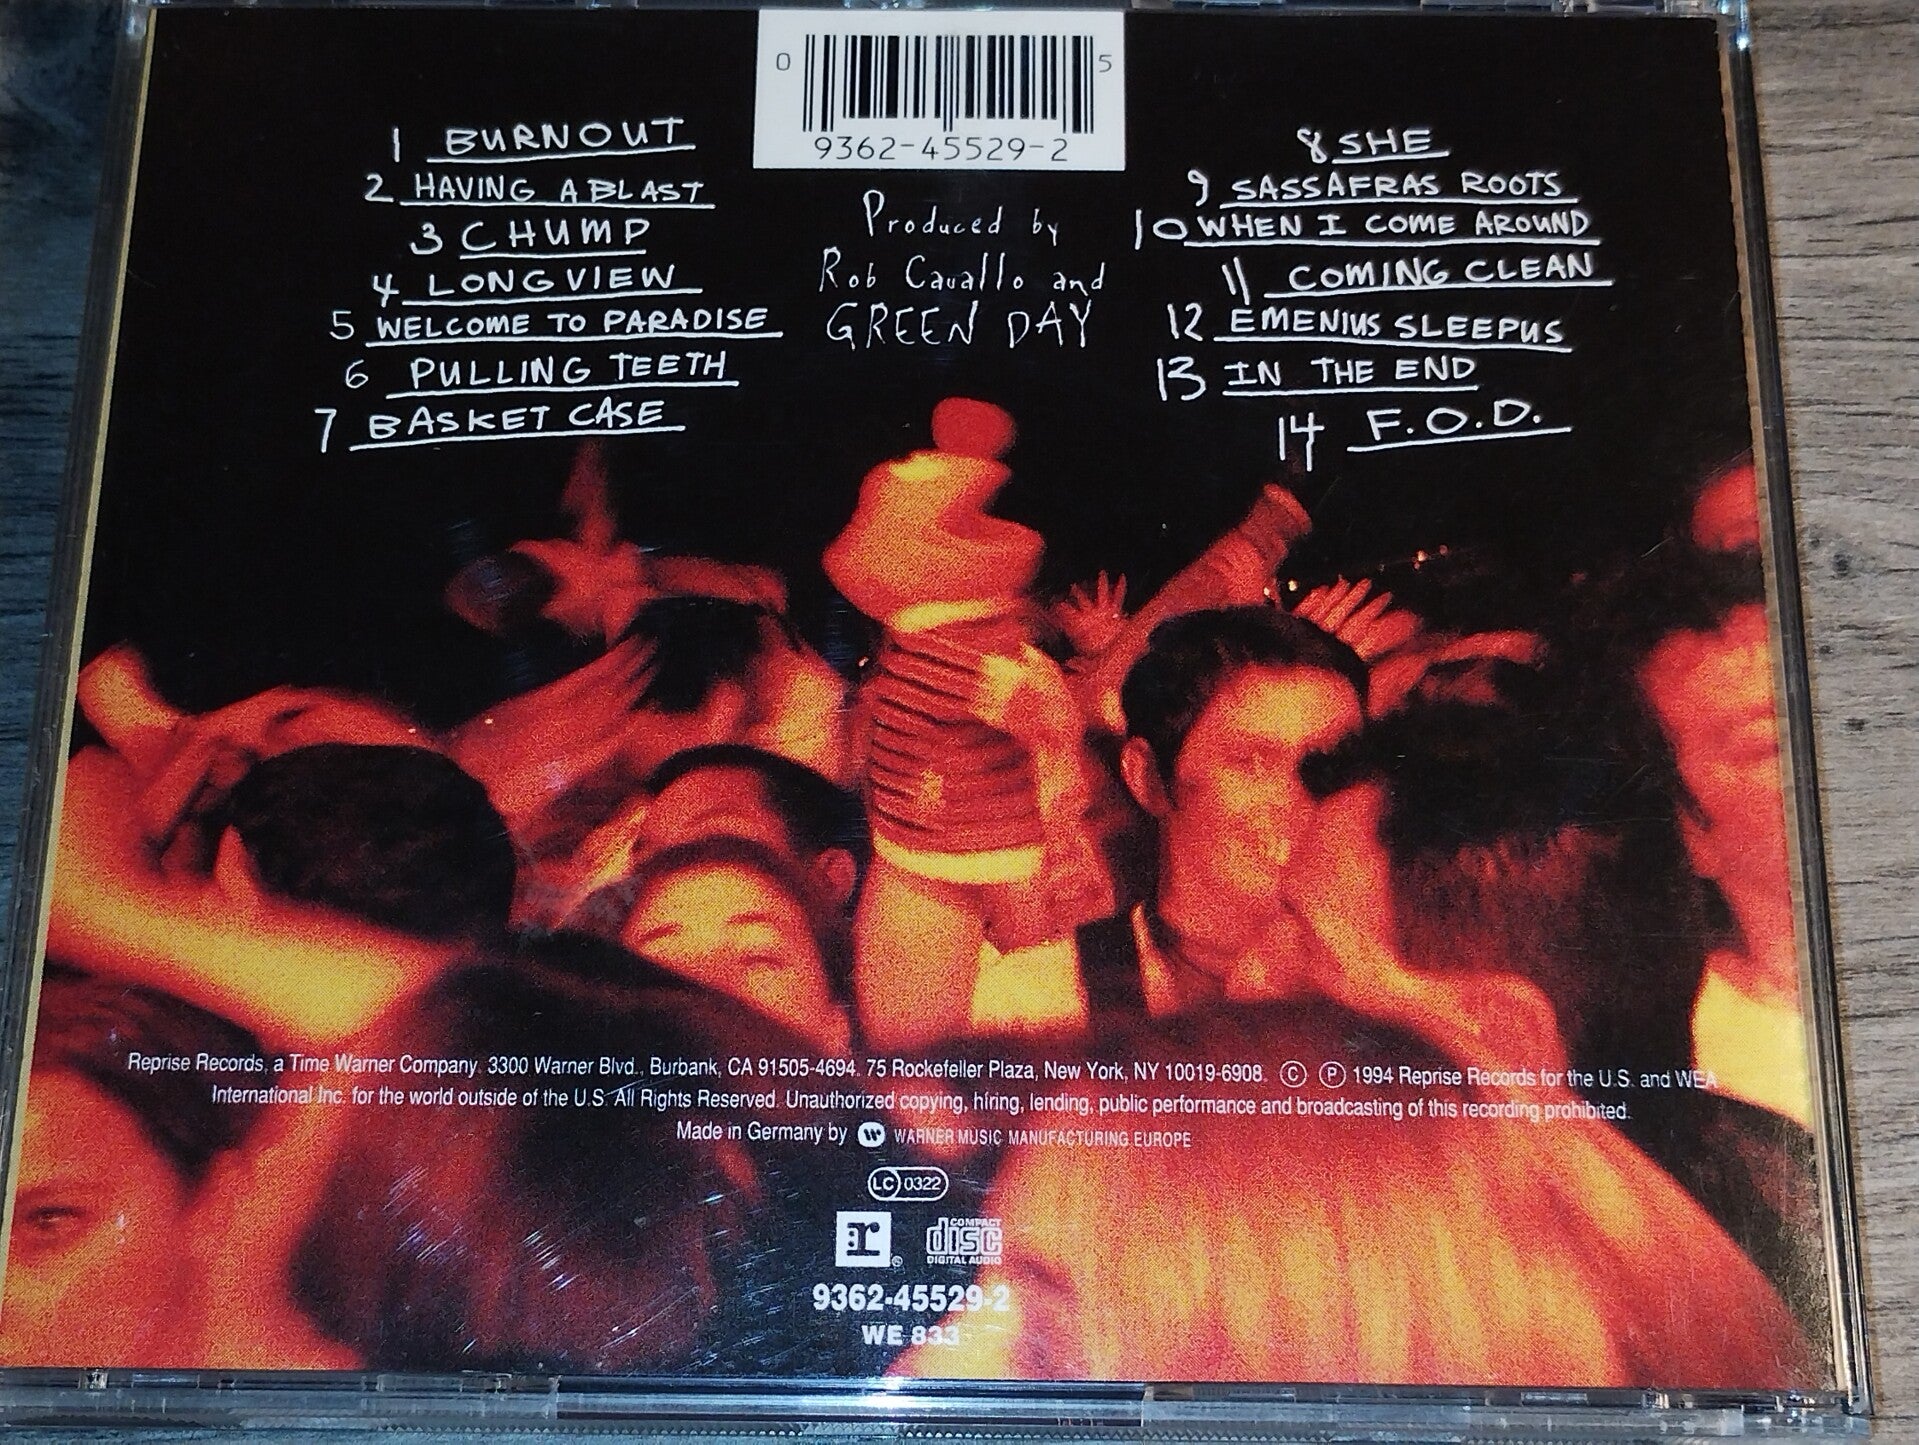 0 5
9362-45529-2
1 BURNOUT
2 HAVING A BLAST
3 CHUMP
4 LONGVIEW
5 WELCOME TO PARADISE
6 PULLING TEETH
7 BASKET CASE
Produced by
Rob Cavallo and
GREEN DAY
8 SHE
9 SASSAFRAS ROOTS
10 WHEN I COME AROUND
11 COMING CLEAN
12 EMENIUS SLEEPUS
13 IN THE END
14 F.O.D.
Reprise Records, a Time Warner Company. 3300 Warner Blvd., Burbank, CA 91505-4694. 75 Rockefeller Plaza, New York, NY 10019-6908. © ℗ 1994 Reprise Records for the U.S. and WEA
International Inc. for the world outside of the U.S. All Rights Reserved. Unauthorized copying, hiring, lending, public performance and broadcasting of this recording prohibited.
Made in Germany by W WARNER MUSIC MANUFACTURING EUROPE
LC 0322
:r ® COMPACT
disc
DIGITAL AUDIO
9362-45529-2
WE 833